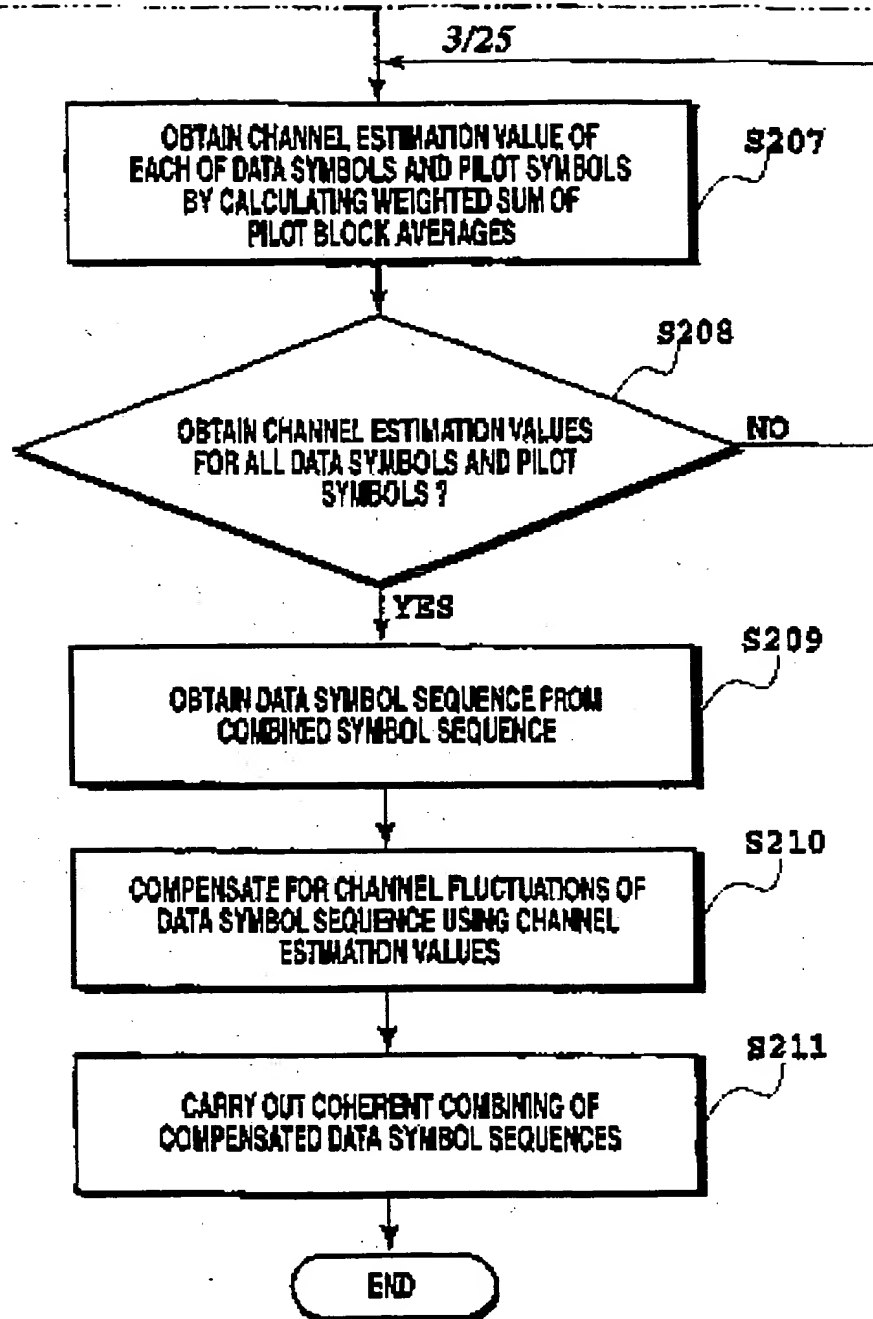 3/25
OBTAIN CHANNEL ESTIMATION VALUE OF
EACH OF DATA SYMBOLS AND PILOT SYMBOLS
BY CALCULATING WEIGHTED SUM OF
PILOT BLOCK AVERAGES
S207
S208
OBTAIN CHANNEL ESTIMATION VALUES
FOR ALL DATA SYMBOLS AND PILOT
SYMBOLS ?
NO
YES
S209
OBTAIN DATA SYMBOL SEQUENCE FROM
COMBINED SYMBOL SEQUENCE
S210
COMPENSATE FOR CHANNEL FLUCTUATIONS OF
DATA SYMBOL SEQUENCE USING CHANNEL
ESTIMATION VALUES
S211
CARRY OUT COHERENT COMBINING OF
COMPENSATED DATA SYMBOL SEQUENCES
END